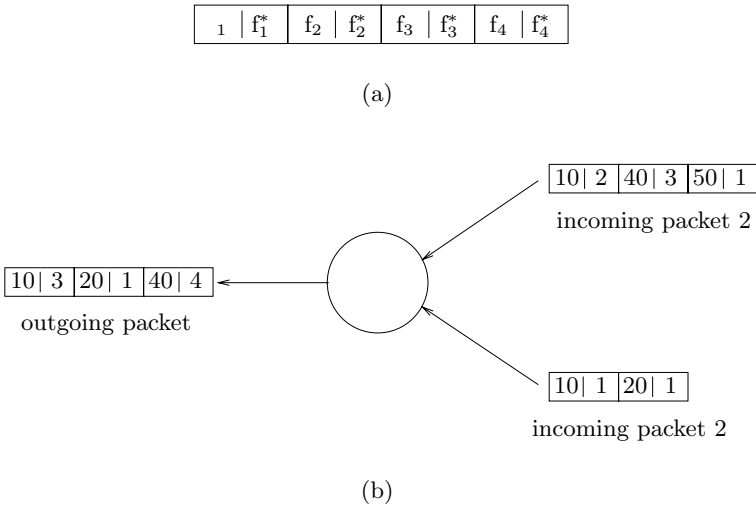 ₁ | f₁* | f₂ | f₂* | f₃ | f₃* | f₄ | f₄*
(a)
10| 2 | 40| 3 | 50| 1
incoming packet 2
10| 3 | 20| 1 | 40| 4
outgoing packet
10| 1 | 20| 1
incoming packet 2
(b)